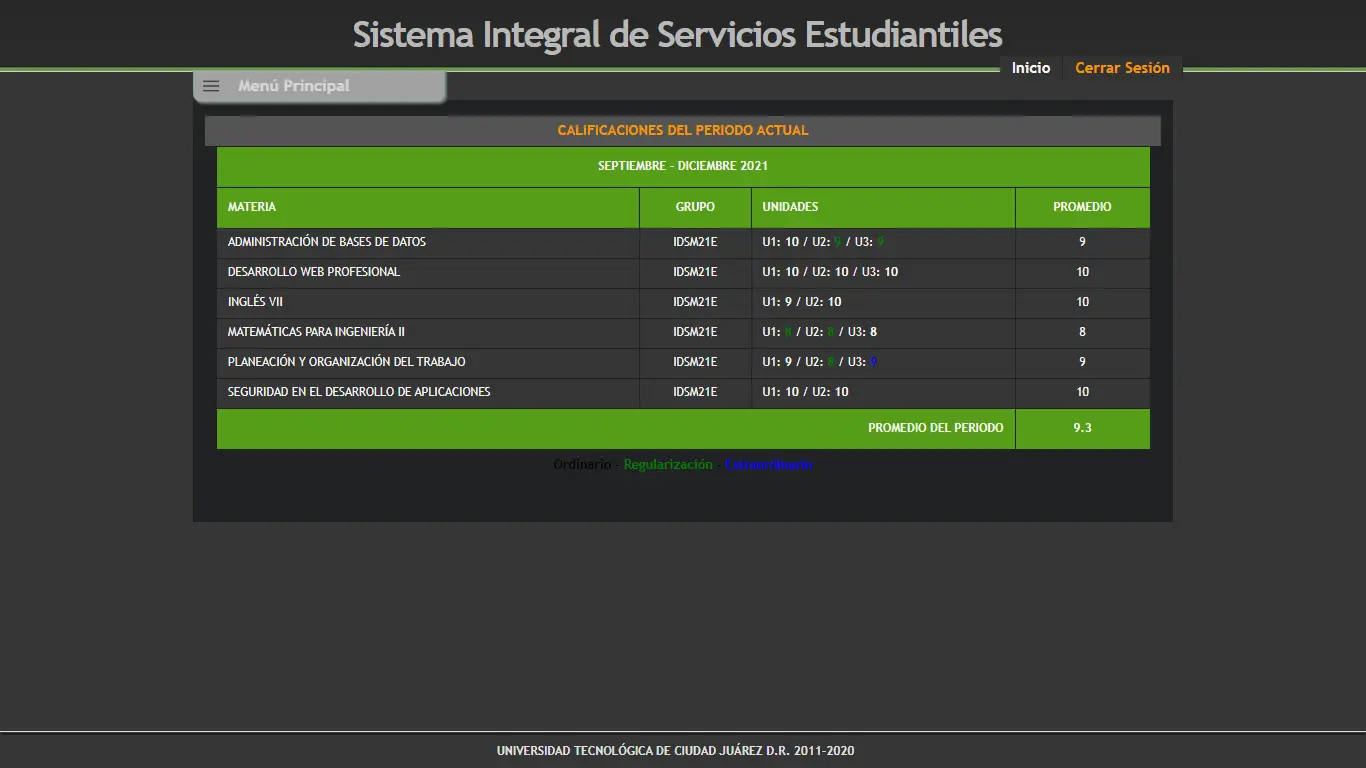 Sistema Integral de Servicios Estudiantiles
Inicio Cerrar Sesión
Menú Principal
CALIFICACIONES DEL PERIODO ACTUAL
SEPTIEMBRE - DICIEMBRE 2021
MATERIA GRUPO UNIDADES PROMEDIO
ADMINISTRACIÓN DE BASES DE DATOS IDSM21E U1: 10 / U2: 9 / U3: 9 9
DESARROLLO WEB PROFESIONAL IDSM21E U1: 10 / U2: 10 / U3: 10 10
INGLÉS VII IDSM21E U1: 9 / U2: 10 10
MATEMÁTICAS PARA INGENIERÍA II IDSM21E U1: 8 / U2: 8 / U3: 8 8
PLANEACIÓN Y ORGANIZACIÓN DEL TRABAJO IDSM21E U1: 9 / U2: 8 / U3: 9 9
SEGURIDAD EN EL DESARROLLO DE APLICACIONES IDSM21E U1: 10 / U2: 10 10
PROMEDIO DEL PERIODO 9.3
Ordinario - Regularización - Extraordinario
UNIVERSIDAD TECNOLÓGICA DE CIUDAD JUÁREZ D.R. 2011-2020